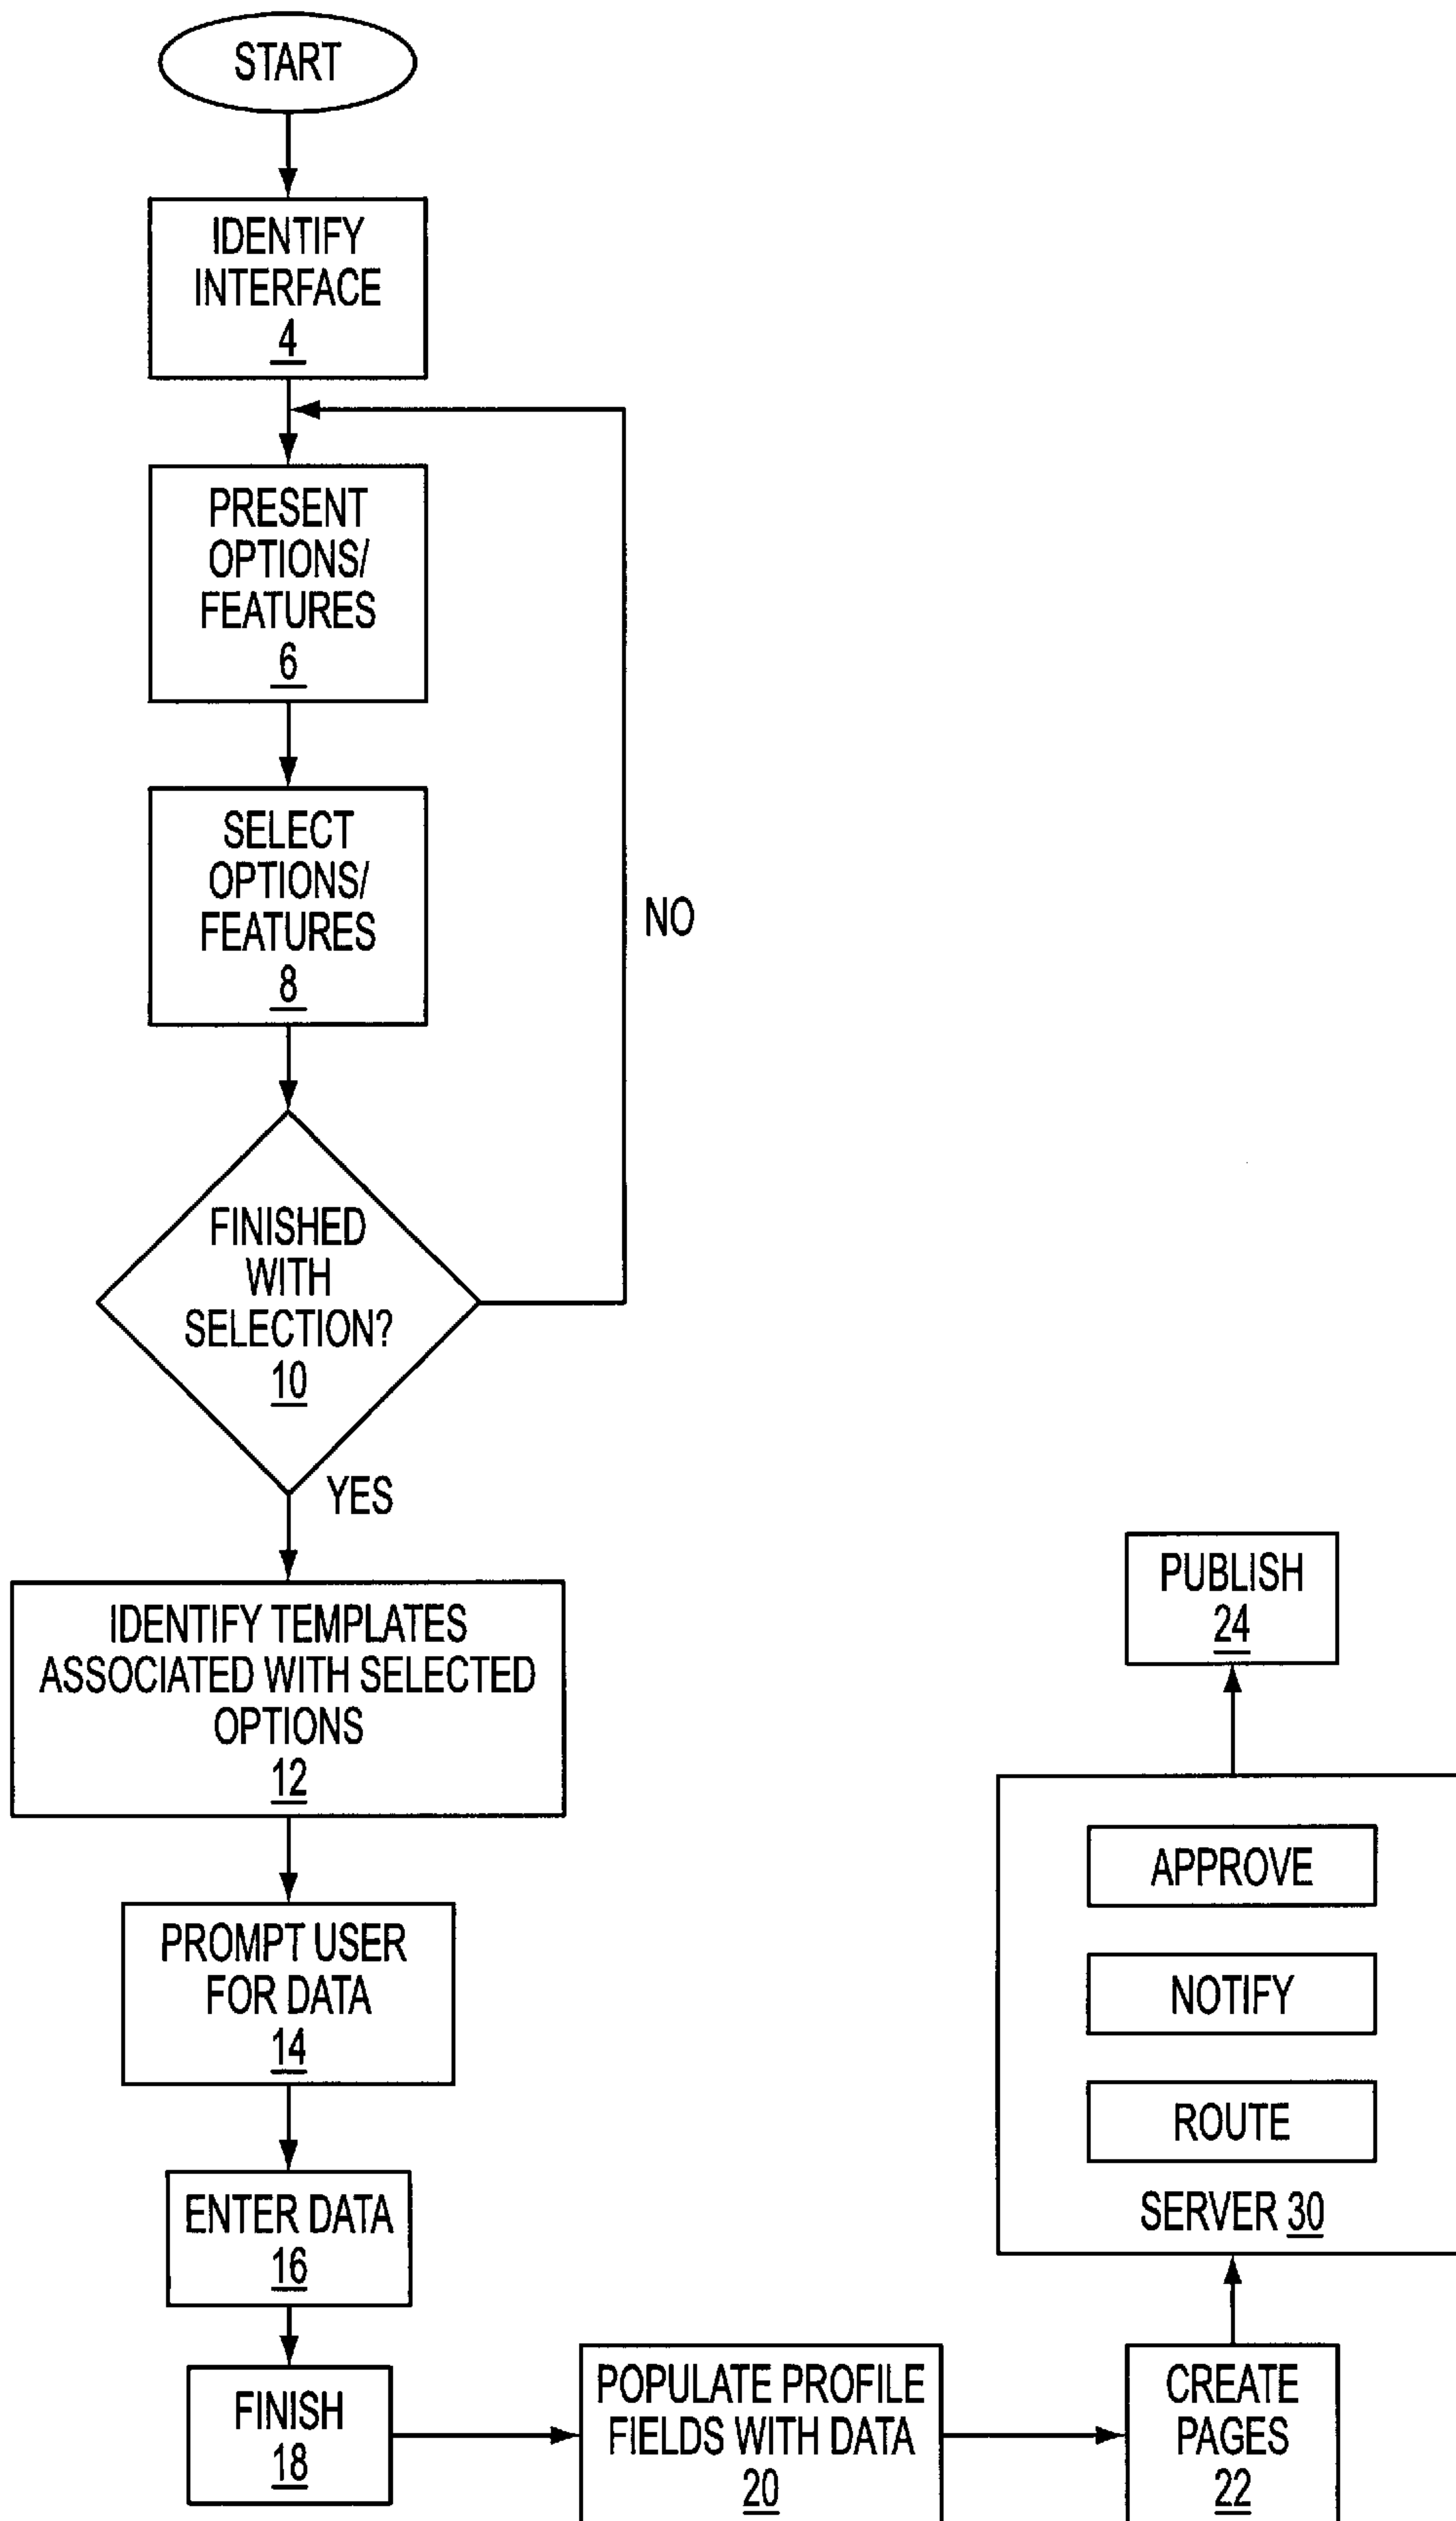 START
IDENTIFY
INTERFACE
4
PRESENT
OPTIONS/
FEATURES
6
SELECT
OPTIONS/
FEATURES
8
NO
FINISHED
WITH
SELECTION?
10
YES
IDENTIFY TEMPLATES
ASSOCIATED WITH SELECTED
OPTIONS
12
PROMPT USER
FOR DATA
14
ENTER DATA
16
FINISH
18
POPULATE PROFILE
FIELDS WITH DATA
20
CREATE
PAGES
22
PUBLISH
24
APPROVE
NOTIFY
ROUTE
SERVER 30